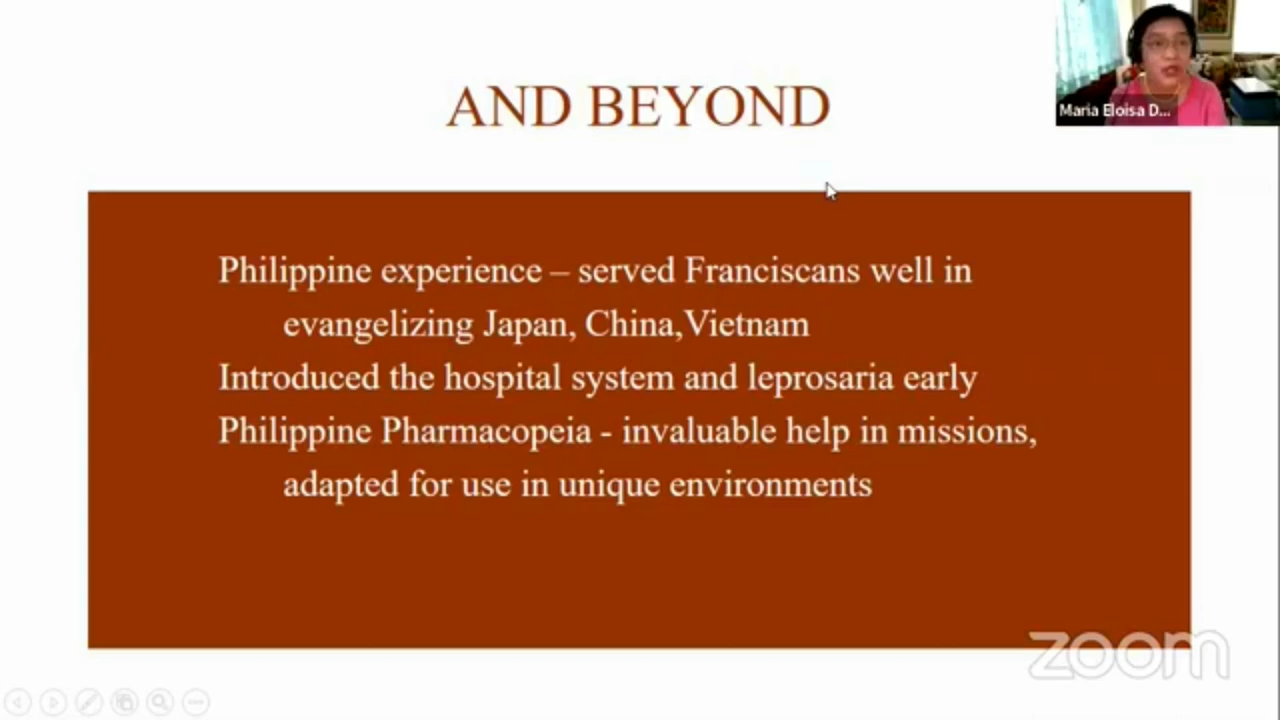 AND BEYOND
Maria Eloisa D...
Philippine experience – served Franciscans well in
evangelizing Japan, China,Vietnam
Introduced the hospital system and leprosaria early
Philippine Pharmacopeia - invaluable help in missions,
adapted for use in unique environments
zoom